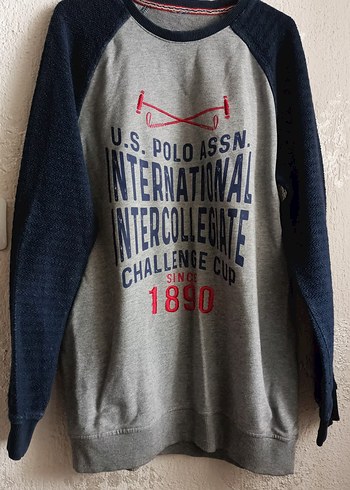 U.S. POLO ASSN.
INTERNATIONAL
INTERCOLLEGIATE
CHALLENGE CUP
SINCE
1890